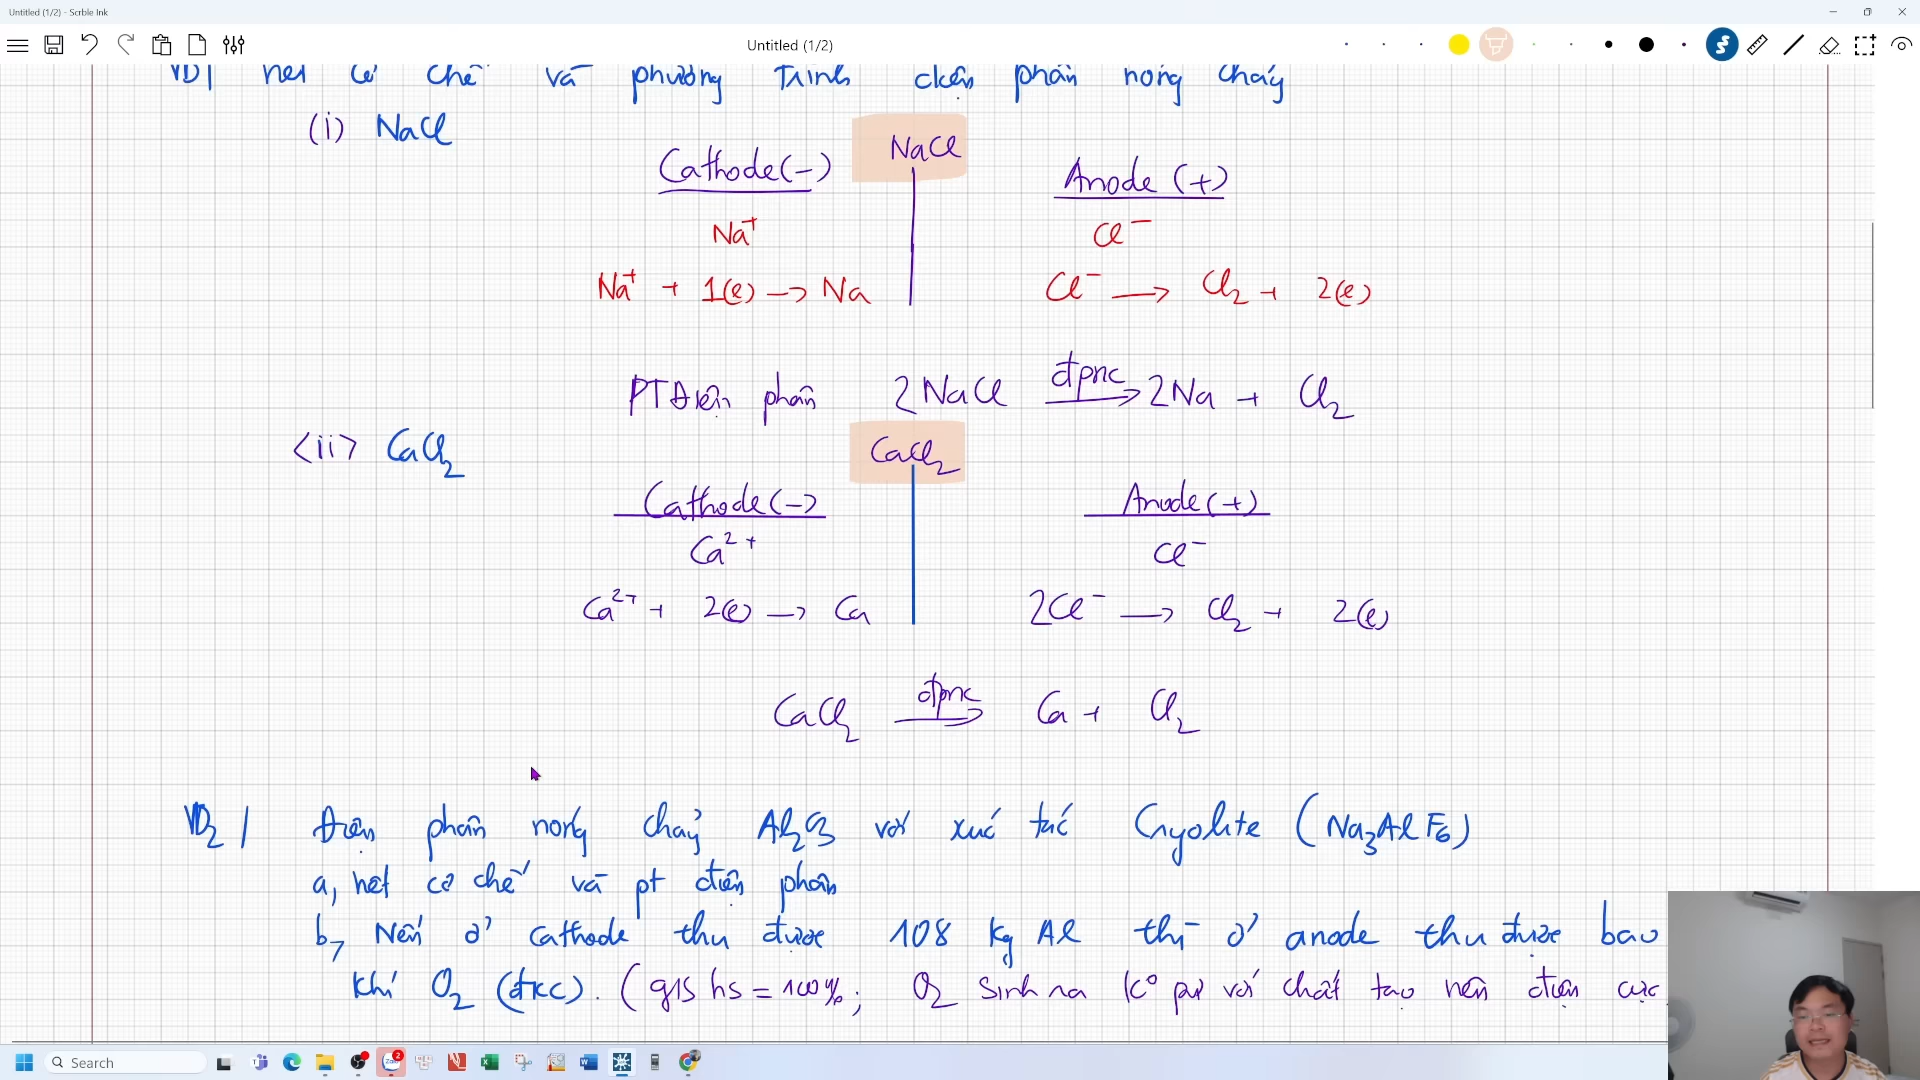 Untitled (1/2) - Scrble Ink
Untitled (1/2)
VD1 nêu cơ chế và phương trình điện phân nóng chảy
(i) NaCl
NaCl
Cathode(-) Anode (+)
Na⁺ Cl⁻
Na⁺ + 1(e) → Na Cl⁻ → Cl₂ + 2(e)
PT Điện phân 2NaCl đpnc→ 2Na + Cl₂
<ii> CaCl₂
CaCl₂
Cathode(-) Anode(+)
Ca²⁺ Cl⁻
Ca²⁺ + 2(e) → Ca 2Cl⁻ → Cl₂ + 2(e)
CaCl₂ đpnc→ Ca + Cl₂
VD₂ / Điện phân nóng chảy Al₂O₃ với xúc tác Cryolite (Na₃AlF₆)
a, nêu cơ chế và pt điện phân
b, Nếu ở cathode thu được 108 kg Al thì ở anode thu được bao
khí O₂ (đkc). (g/s hs = 100%; O₂ sinh ra k° pư với chất tạo nên điện cực
Search